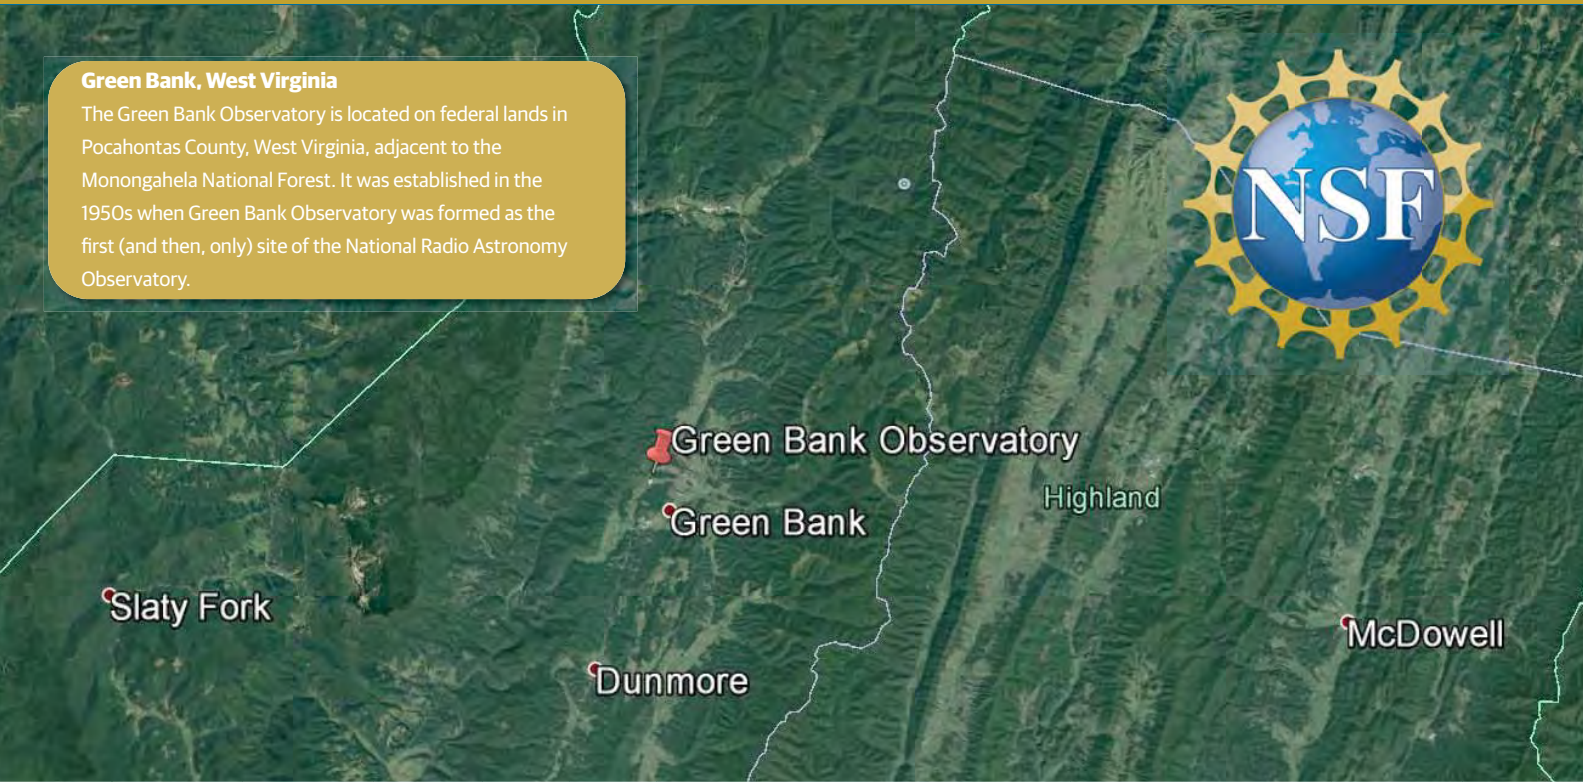 Green Bank, West Virginia
The Green Bank Observatory is located on federal lands in
Pocahontas County, West Virginia, adjacent to the
Monongahela National Forest. It was established in the
1950s when Green Bank Observatory was formed as the
first (and then, only) site of the National Radio Astronomy
Observatory.
NSF
Green Bank Observatory
Highland
Green Bank
Slaty Fork
McDowell
Dunmore